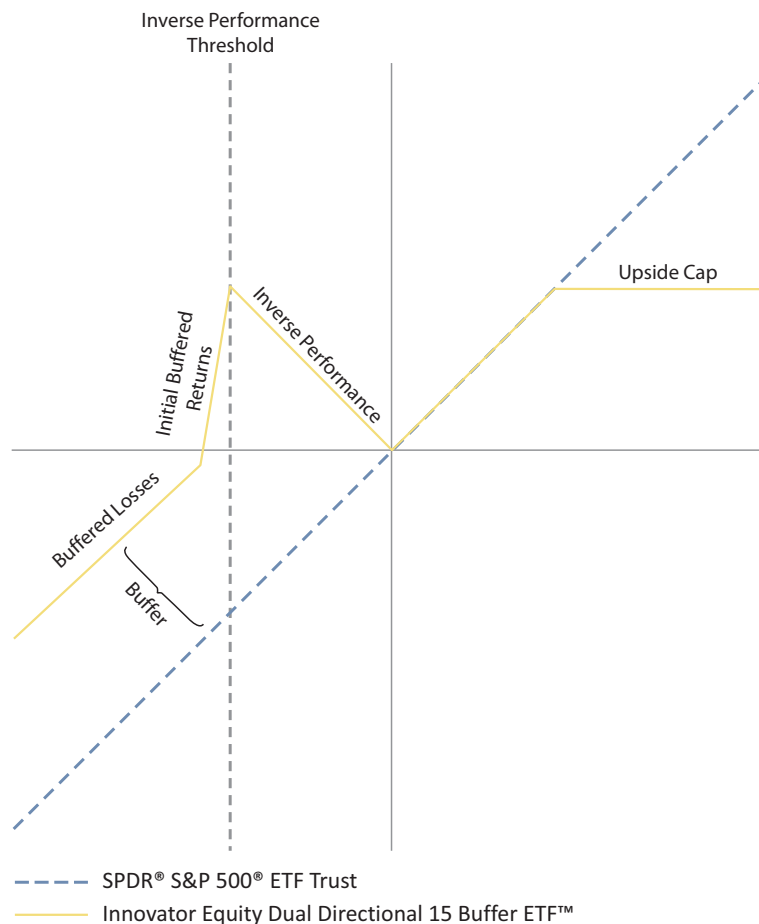 Inverse Performance
Threshold
Upside Cap
Inverse Performance
Initial Buffered
Returns
Buffered Losses
Buffer
SPDR® S&P 500® ETF Trust
Innovator Equity Dual Directional 15 Buffer ETF™